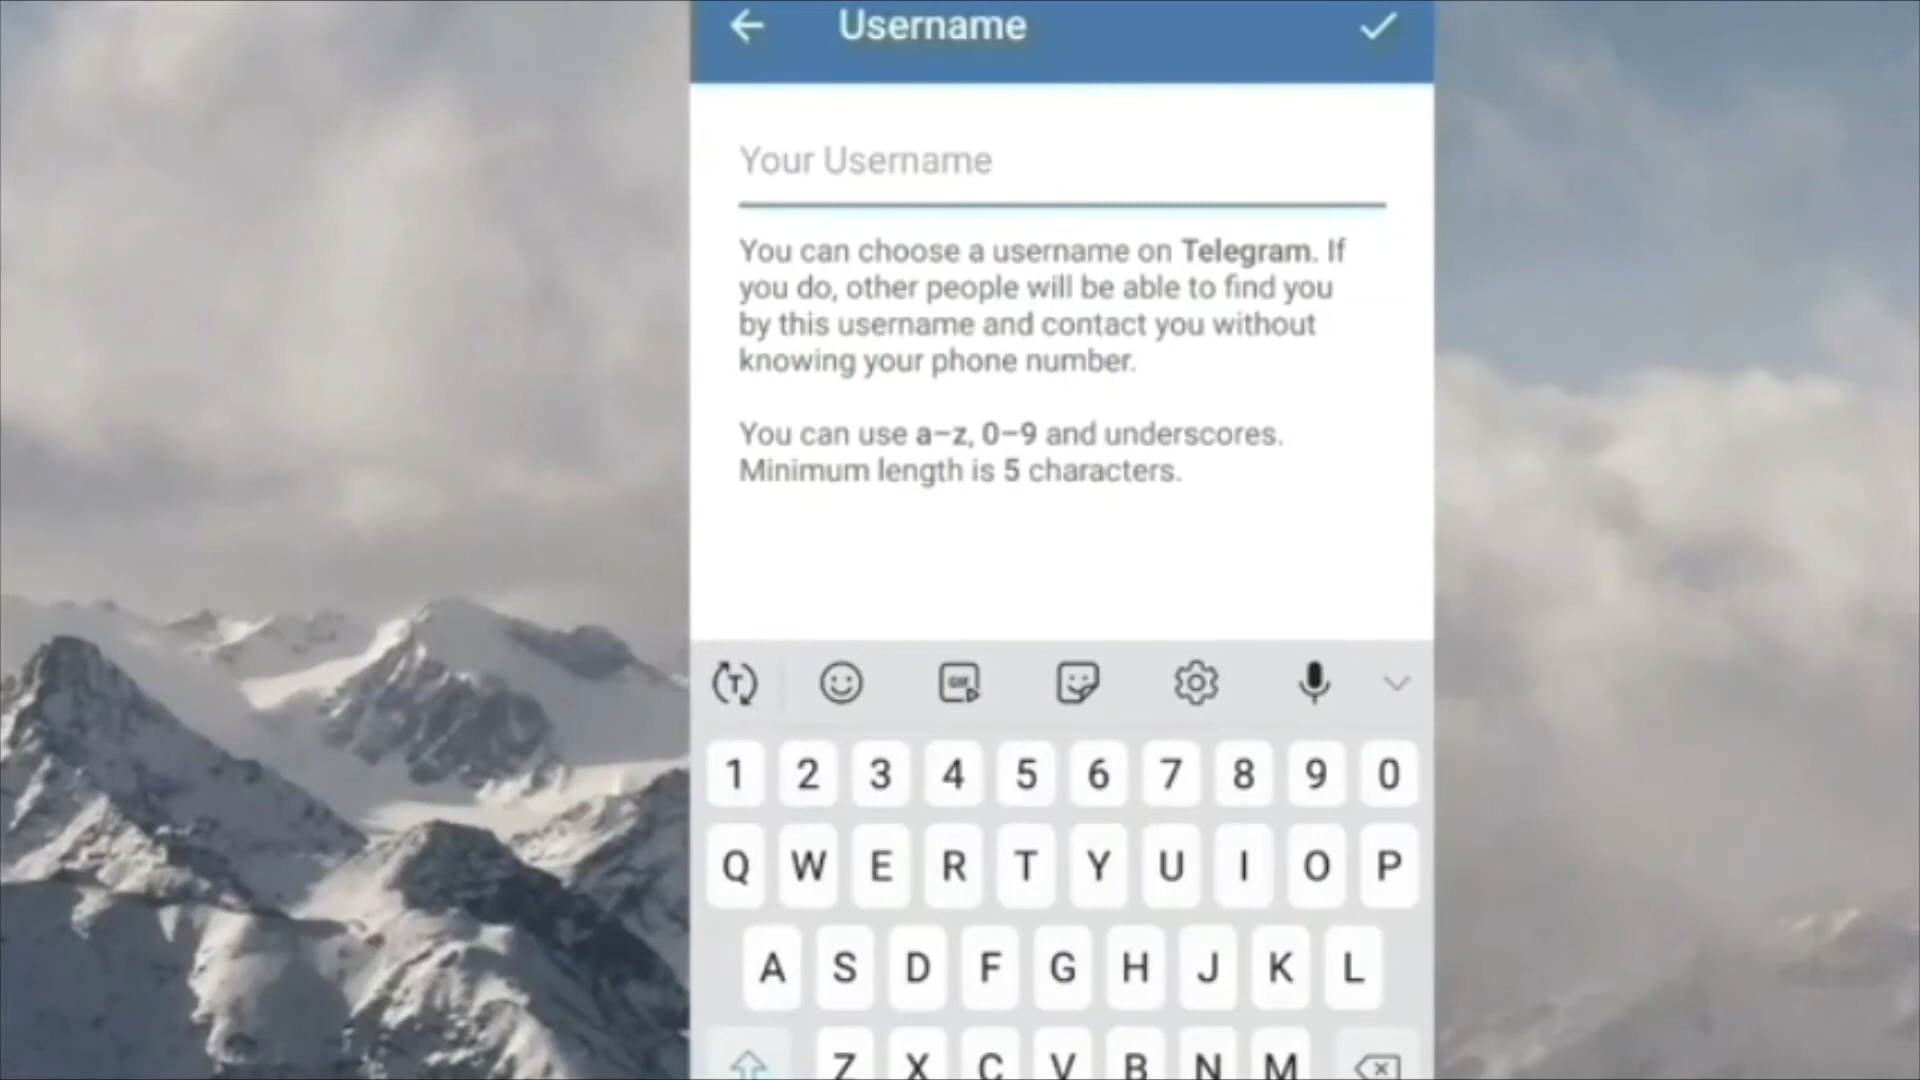 Username
Your Username
You can choose a username on Telegram. If
you do, other people will be able to find you
by this username and contact you without
knowing your phone number.
You can use a-z, 0-9 and underscores.
Minimum length is 5 characters.
T
GIF
1 2 3 4 5 6 7 8 9 0
Q W E R T Y U I O P
A S D F G H J K L
Z X C V B N M